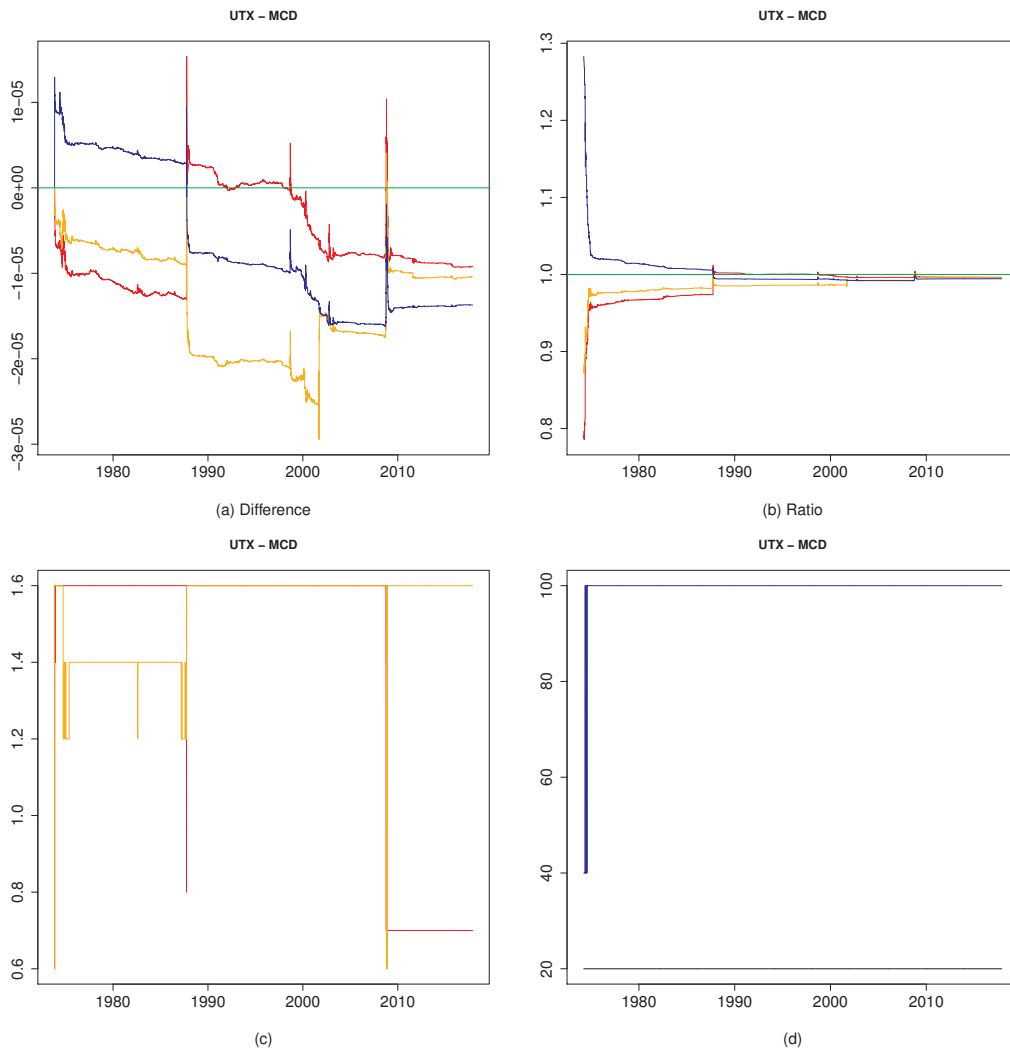 UTX − MCD
1e−05
0e+00
−1e−05
−2e−05
−3e−05
1980 1990 2000 2010
(a) Difference
UTX − MCD
1.3
1.2
1.1
1.0
0.9
0.8
1980 1990 2000 2010
(b) Ratio
UTX − MCD
1.6
1.4
1.2
1.0
0.8
0.6
1980 1990 2000 2010
(c)
UTX − MCD
100
80
60
40
20
1980 1990 2000 2010
(d)